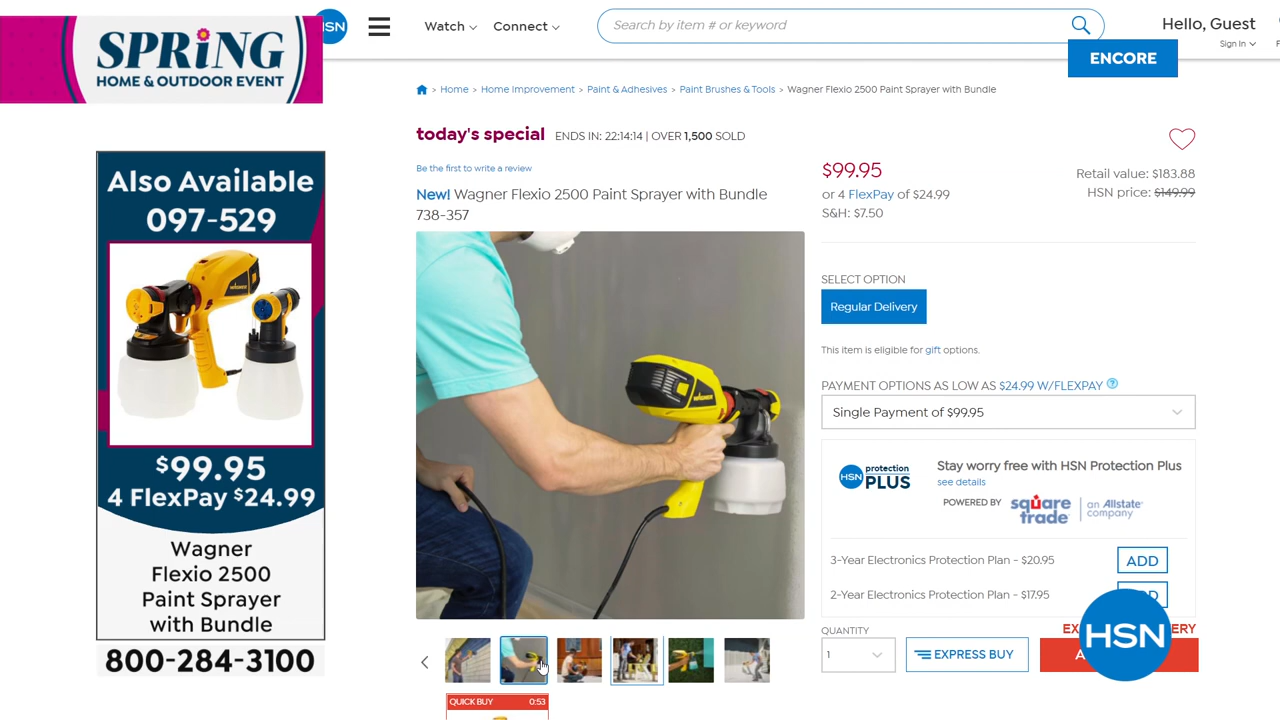 SPRiNG
HOME & OUTDOOR EVENT
HSN
Watch
Connect
Search by item # or keyword
Hello, Guest
Sign In
ENCORE
Home > Home Improvement > Paint & Adhesives > Paint Brushes & Tools > Wagner Flexio 2500 Paint Sprayer with Bundle
today's special ENDS IN: 22:14:14 | OVER 1,500 SOLD
Be the first to write a review
New! Wagner Flexio 2500 Paint Sprayer with Bundle
738-357
$99.95
or 4 FlexPay of $24.99
S&H: $7.50
Retail value: $183.88
HSN price: $149.99
SELECT OPTION
Regular Delivery
This item is eligible for gift options.
PAYMENT OPTIONS AS LOW AS $24.99 W/FLEXPAY ?
Single Payment of $99.95
HSN protection PLUS
Stay worry free with HSN Protection Plus
see details
POWERED BY square trade | an Allstate company
3-Year Electronics Protection Plan - $20.95 ADD
2-Year Electronics Protection Plan - $17.95
QUANTITY
1
EXPRESS BUY
HSN
QUICK BUY 0:53
Also Available
097-529
WAGNER
$99.95
4 FlexPay $24.99
Wagner
Flexio 2500
Paint Sprayer
with Bundle
800-284-3100